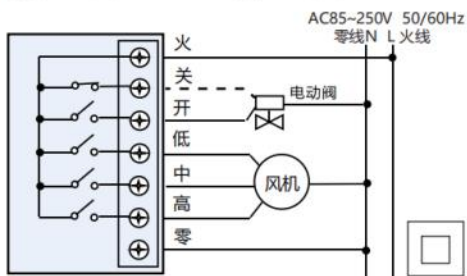 AC85~250V 50/60Hz
零线N L火线
火
关
电动阀
开
低
中
风机
高
零